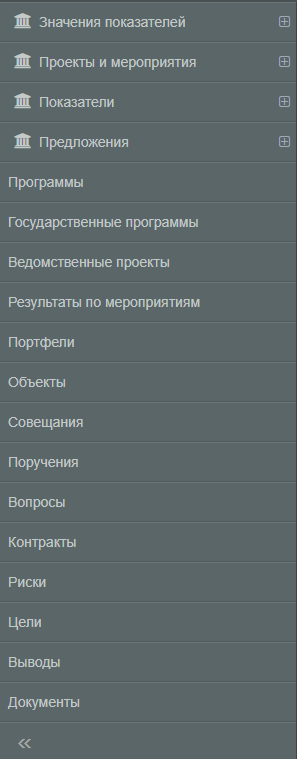 Значения показателей
Проекты и мероприятия
Показатели
Предложения
Программы
Государственные программы
Ведомственные проекты
Результаты по мероприятиям
Портфели
Объекты
Совещания
Поручения
Вопросы
Контракты
Риски
Цели
Выводы
Документы